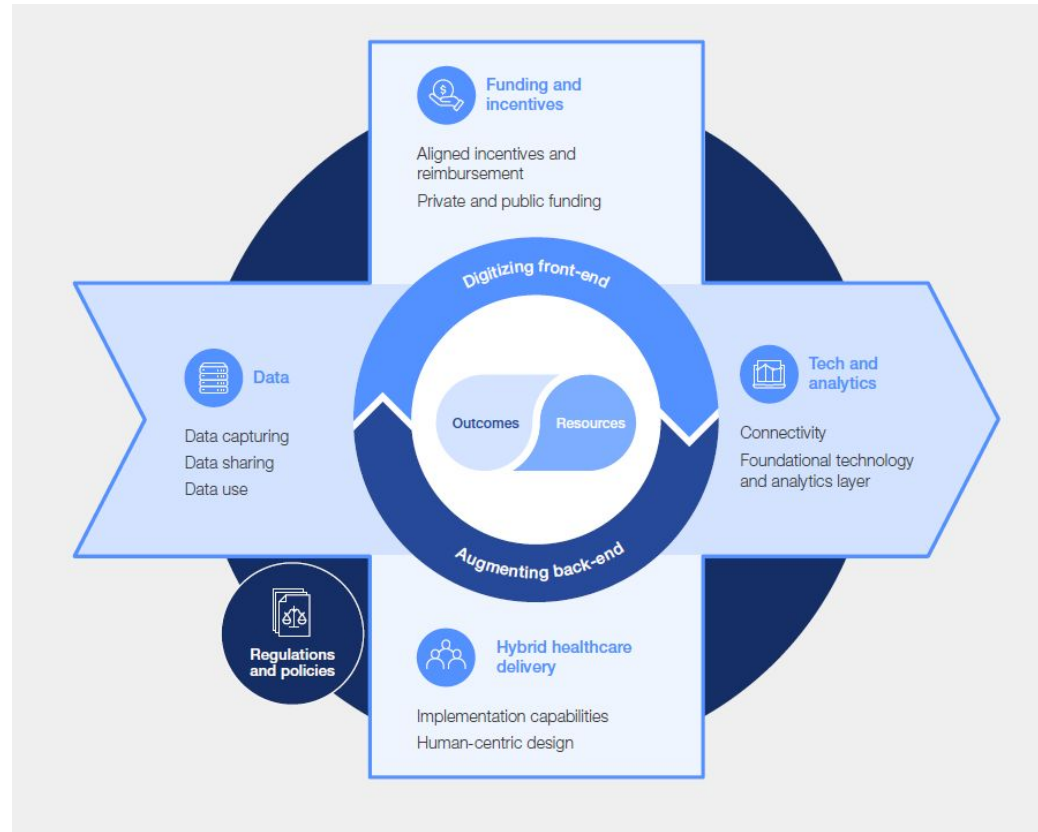 Funding and
incentives
Aligned incentives and
reimbursement
Private and public funding
Digitizing front-end
Data
Data capturing
Data sharing
Data use
Outcomes
Resources
Tech and
analytics
Connectivity
Foundational technology
and analytics layer
Augmenting back-end
Regulations
and policies
Hybrid healthcare
delivery
Implementation capabilities
Human-centric design